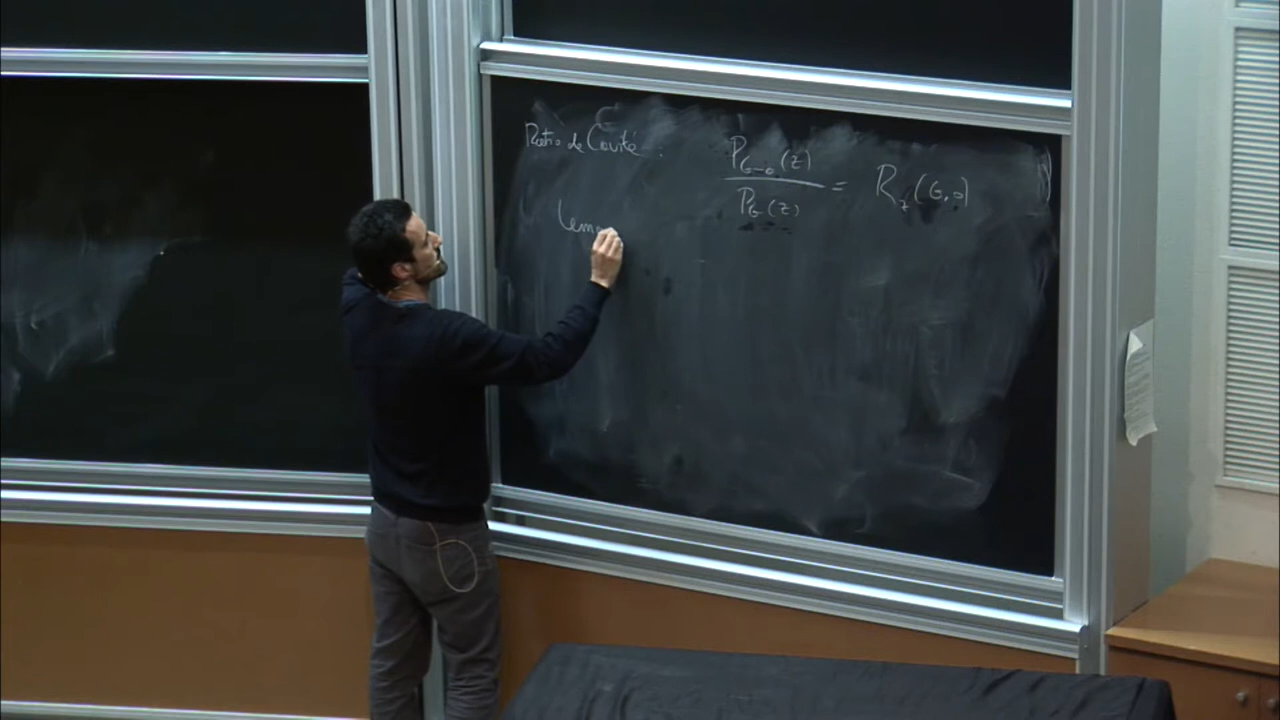 Ratio de Cavité : P_{G-o}(z) / P_G(z) = R_z(G,o)
Lem